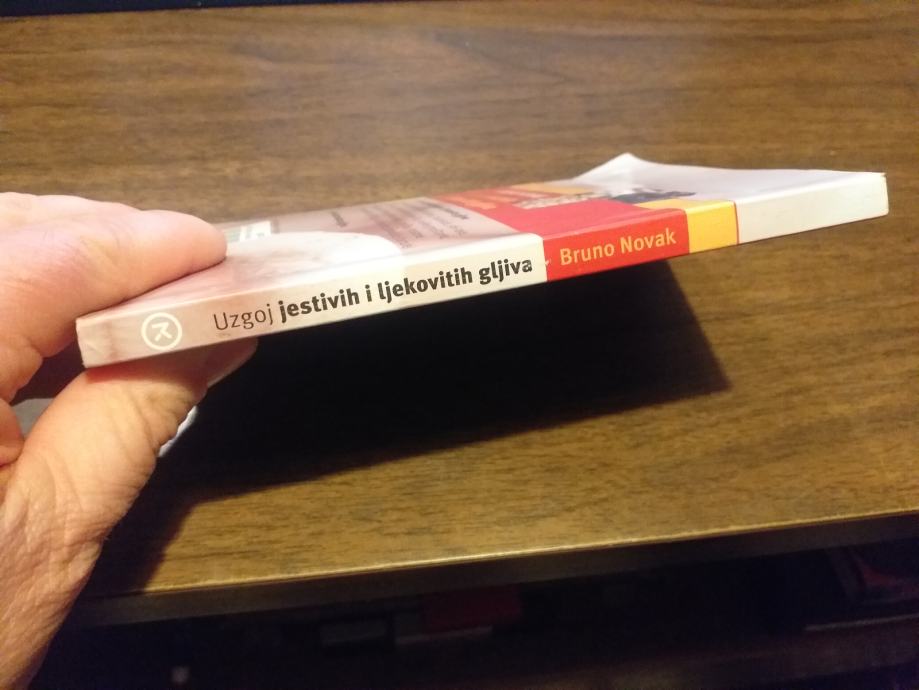 Uzgoj jestivih i ljekovitih gljiva
Bruno Novak